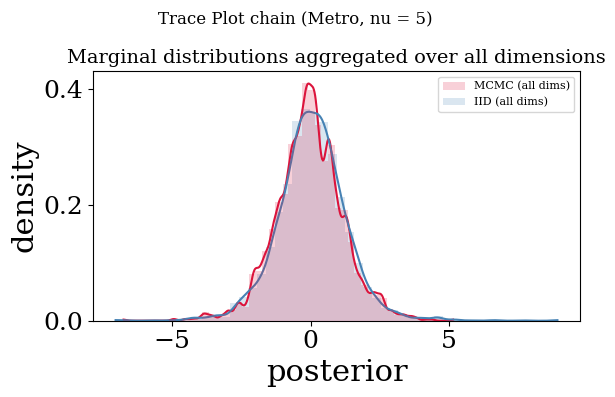 Trace Plot chain (Metro, nu = 5)
Marginal distributions aggregated over all dimensions
MCMC (all dims)
IID (all dims)
density
0.4
0.2
0.0
−5
0
5
posterior